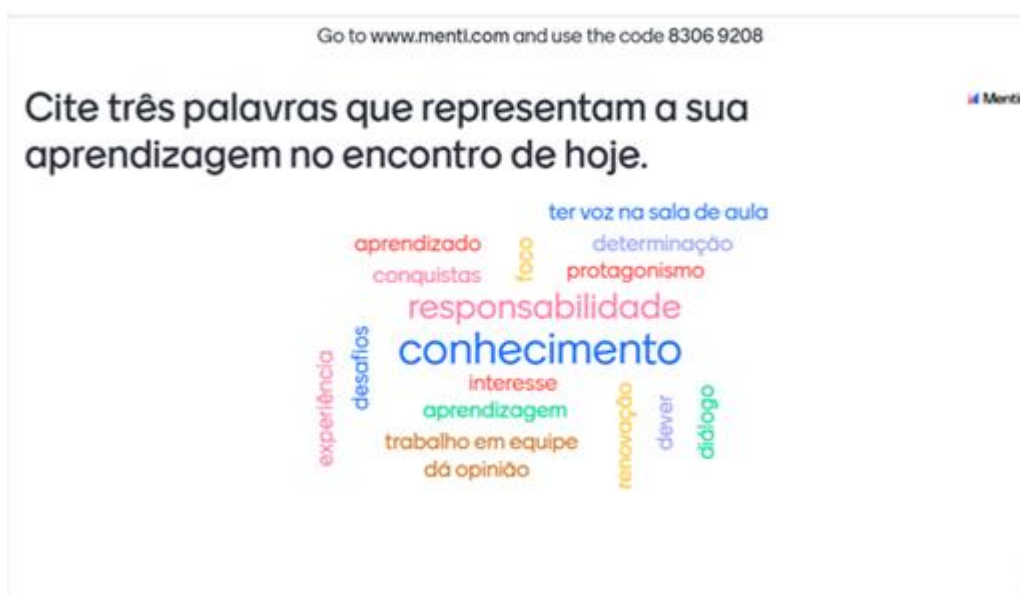 Go to www.menti.com and use the code 8306 9208
Cite três palavras que representam a sua
aprendizagem no encontro de hoje.
Menti
ter voz na sala de aula
aprendizado
foco
determinação
conquistas
protagonismo
responsabilidade
experiência
desafios
conhecimento
interesse
aprendizagem
renovação
dever
diálogo
trabalho em equipe
dá opinião